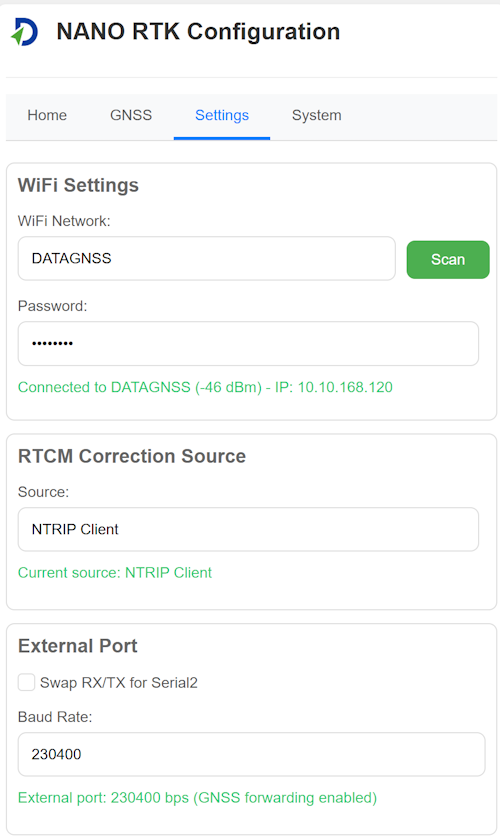 NANO RTK Configuration
Home GNSS Settings System
WiFi Settings
WiFi Network:
DATAGNSS Scan
Password:
••••••••
Connected to DATAGNSS (-46 dBm) - IP: 10.10.168.120
RTCM Correction Source
Source:
NTRIP Client
Current source: NTRIP Client
External Port
Swap RX/TX for Serial2
Baud Rate:
230400
External port: 230400 bps (GNSS forwarding enabled)